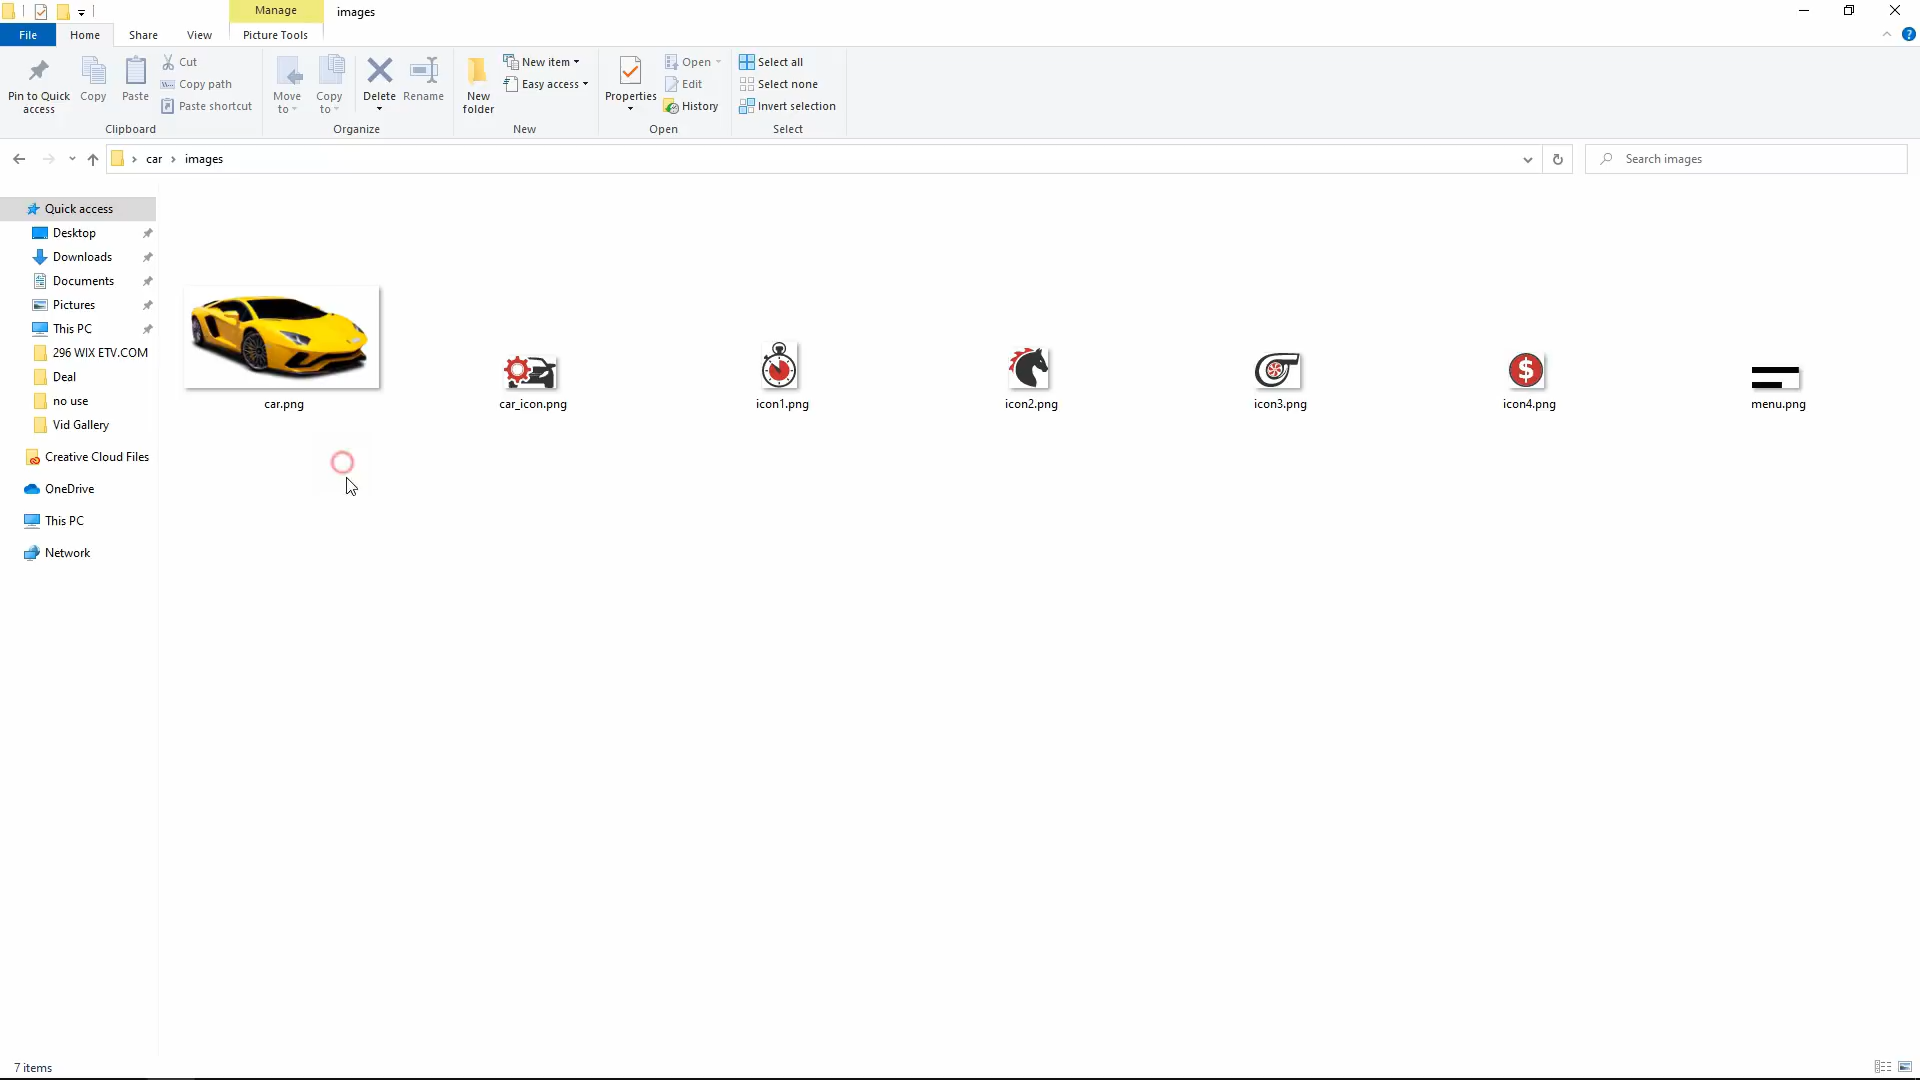 Manage
images
File
Home
Share
View
Picture Tools
Pin to Quick
access
Copy
Paste
Cut
Copy path
Paste shortcut
Clipboard
Move
to
Copy
to
Delete
Rename
Organize
New
folder
New item
Easy access
New
Properties
Open
Edit
History
Open
Select all
Select none
Invert selection
Select
car
images
Search images
Quick access
Desktop
Downloads
Documents
Pictures
This PC
296 WIX ETV.COM
Deal
no use
Vid Gallery
Creative Cloud Files
OneDrive
This PC
Network
$
car.png
car_icon.png
icon1.png
icon2.png
icon3.png
icon4.png
menu.png
7 items